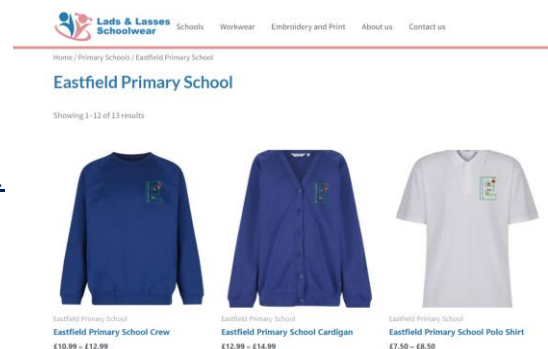 Lads & Lasses
Schoolwear
Schools Workwear Embroidery and Print About us Contact us
Home / Primary Schools / Eastfield Primary School
Eastfield Primary School
Showing 1–12 of 13 results
E E E
Eastfield Primary School Eastfield Primary School Eastfield Primary School
Eastfield Primary School Crew Eastfield Primary School Cardigan Eastfield Primary School Polo Shirt
£10.99 – £12.99 £12.99 – £14.99 £7.50 – £8.50